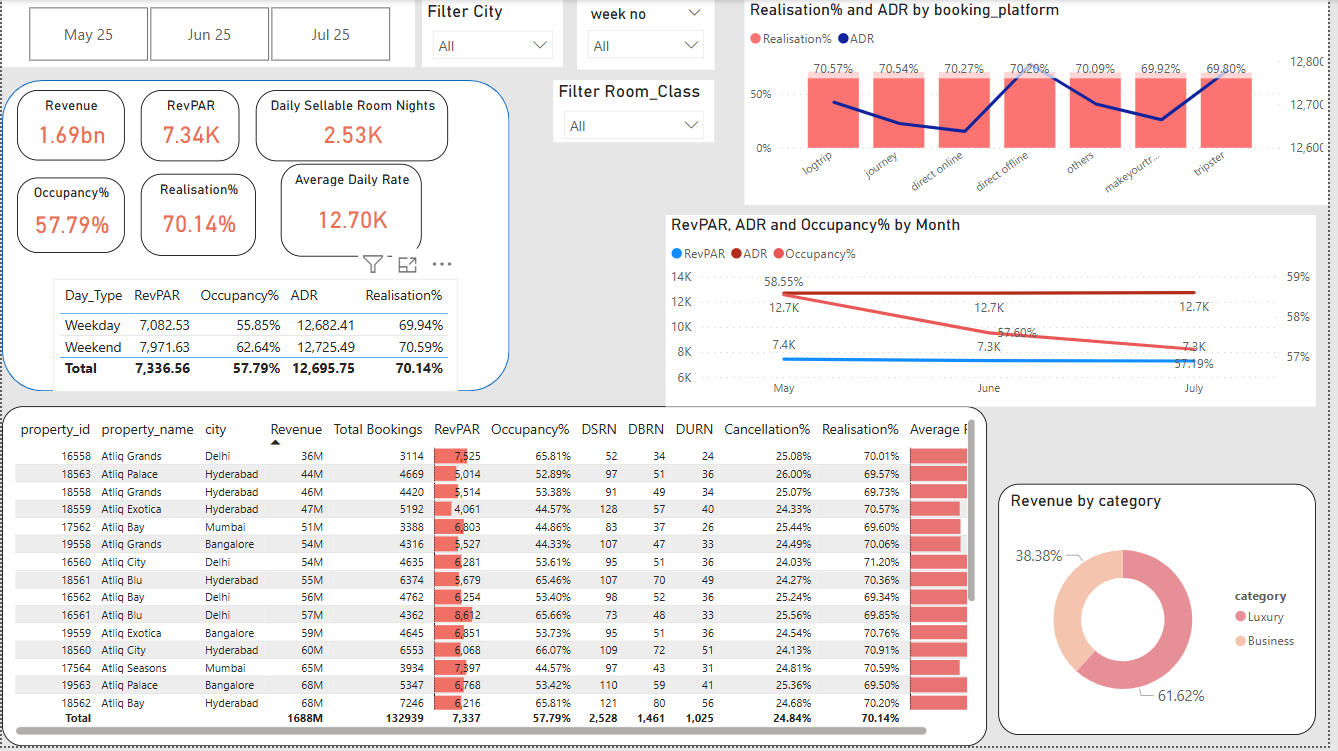 May 25
Jun 25
Jul 25
Filter City
All
week no
All
Filter Room_Class
All
Revenue
1.69bn
RevPAR
7.34K
Daily Sellable Room Nights
2.53K
Occupancy%
57.79%
Realisation%
70.14%
Average Daily Rate
12.70K
Day_Type RevPAR Occupancy% ADR Realisation%
Weekday 7,082.53 55.85% 12,682.41 69.94%
Weekend 7,971.63 62.64% 12,725.49 70.59%
Total 7,336.56 57.79% 12,695.75 70.14%
Realisation% and ADR by booking_platform
Realisation% ADR
70.57% 70.54% 70.27% 70.20% 70.09% 69.92% 69.80%
12,800
50%
12,700
0%
12,600
logtrip journey direct online direct offline others makeyourtr... tripster
RevPAR, ADR and Occupancy% by Month
RevPAR ADR Occupancy%
14K 59%
58.55%
12K 12.7K 12.7K 12.7K
58%
10K 57.60%
8K 7.4K 7.3K 7.3K
57%
57.19%
6K
May June July
property_id property_name city Revenue Total Bookings RevPAR Occupancy% DSRN DBRN DURN Cancellation% Realisation% Average
16558 Atliq Grands Delhi 36M 3114 7,525 65.81% 52 34 24 25.08% 70.01%
18563 Atliq Palace Hyderabad 44M 4669 5,014 52.89% 97 51 36 26.00% 69.57%
18558 Atliq Grands Hyderabad 46M 4420 5,514 53.38% 91 49 34 25.07% 69.73%
18559 Atliq Exotica Hyderabad 47M 5192 4,061 44.57% 128 57 40 24.33% 70.57%
17562 Atliq Bay Mumbai 51M 3388 6,803 44.86% 83 37 26 25.44% 69.60%
19558 Atliq Grands Bangalore 54M 4316 5,527 44.33% 107 47 33 24.49% 70.06%
16560 Atliq City Delhi 54M 4635 6,281 53.61% 95 51 36 24.03% 71.20%
18561 Atliq Blu Hyderabad 55M 6374 5,679 65.46% 107 70 49 24.27% 70.36%
16562 Atliq Bay Delhi 56M 4762 6,254 53.40% 98 52 36 25.24% 69.34%
16561 Atliq Blu Delhi 57M 4362 8,612 65.66% 73 48 33 25.56% 69.85%
19559 Atliq Exotica Bangalore 59M 4645 6,851 53.73% 95 51 36 24.54% 70.76%
18560 Atliq City Hyderabad 60M 6553 6,068 66.07% 109 72 51 24.13% 70.91%
17564 Atliq Seasons Mumbai 65M 3934 7,397 44.57% 97 43 31 24.81% 70.59%
19563 Atliq Palace Bangalore 68M 5347 6,768 53.42% 110 59 41 25.36% 69.50%
18562 Atliq Bay Hyderabad 68M 7246 6,216 65.81% 121 80 56 24.68% 70.20%
Total 1688M 132939 7,337 57.79% 2,528 1,461 1,025 24.84% 70.14%
Revenue by category
38.38%
61.62%
category
Luxury
Business